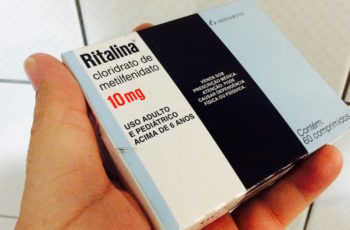 Ritalina
cloridrato de
metilfenidato
10mg
USO ADULTO
E PEDIÁTRICO
ACIMA DE 6 ANOS
NOVARTIS
VENDA SOB
PRESCRIÇÃO MÉDICA
ATENÇÃO: PODE
CAUSAR DEPENDÊNCIA
FÍSICA OU PSÍQUICA.
Contém:
60 comprimidos